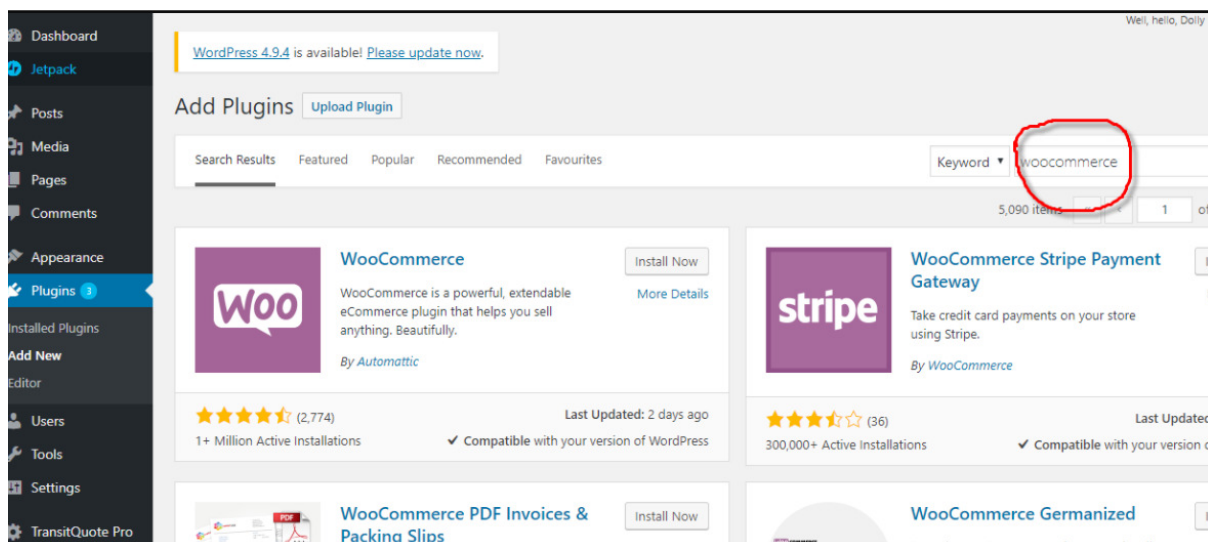 Well, hello, Dolly
Dashboard
Jetpack
Posts
Media
Pages
Comments
Appearance
Plugins 3
Installed Plugins
Add New
Editor
Users
Tools
Settings
TransitQuote Pro
WordPress 4.9.4 is available! Please update now.
Add Plugins Upload Plugin
Search Results Featured Popular Recommended Favourites
Keyword woocommerce
5,090 items « ‹ 1 of
WOO
WooCommerce
Install Now
More Details
WooCommerce is a powerful, extendable
eCommerce plugin that helps you sell
anything. Beautifully.
By Automattic
(2,774)
Last Updated: 2 days ago
1+ Million Active Installations
Compatible with your version of WordPress
stripe
WooCommerce Stripe Payment
Gateway
Take credit card payments on your store
using Stripe.
By WooCommerce
(36)
Last Updated
300,000+ Active Installations
Compatible with your version
PDF
WooCommerce PDF Invoices &
Packing Slips
Install Now
WooCommerce Germanized